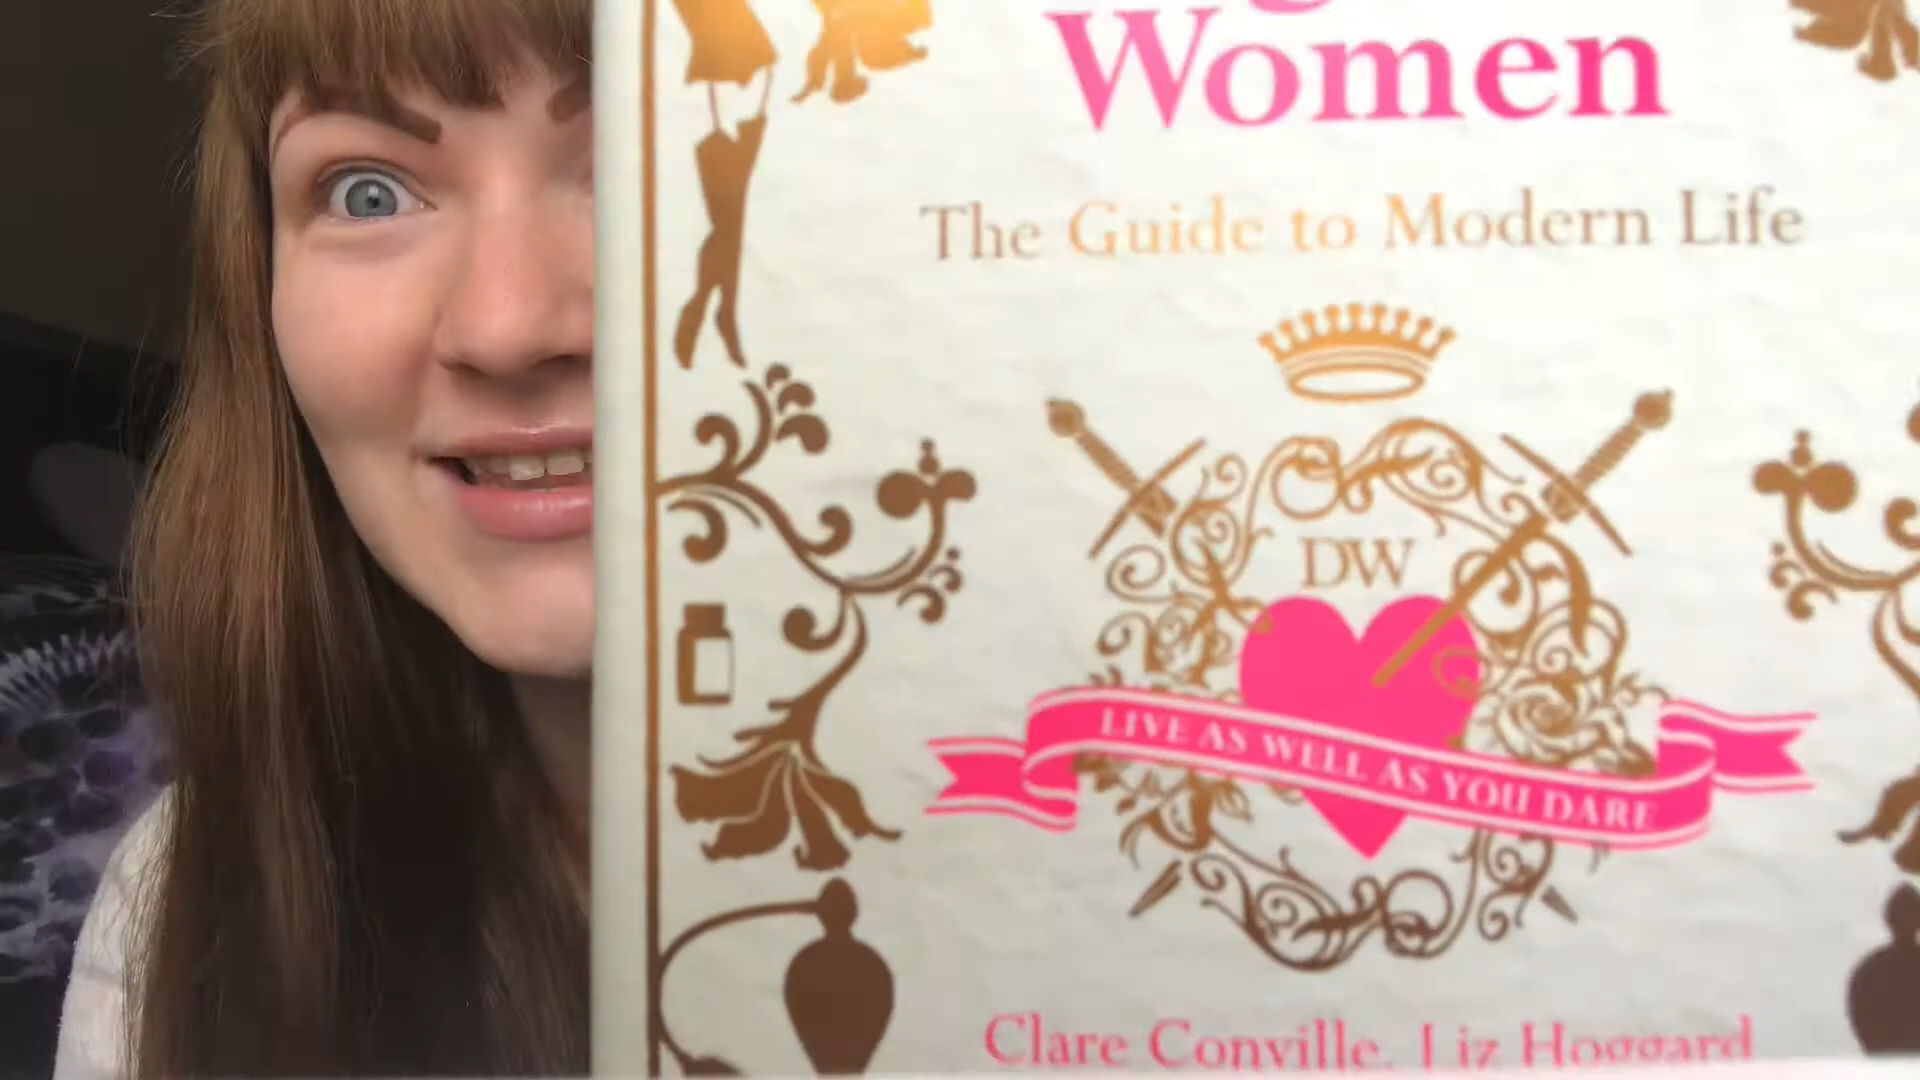 Women
The Guide to Modern Life
DW
LIVE AS WELL AS YOU DARE
Clare Conville, Liz Hoggard